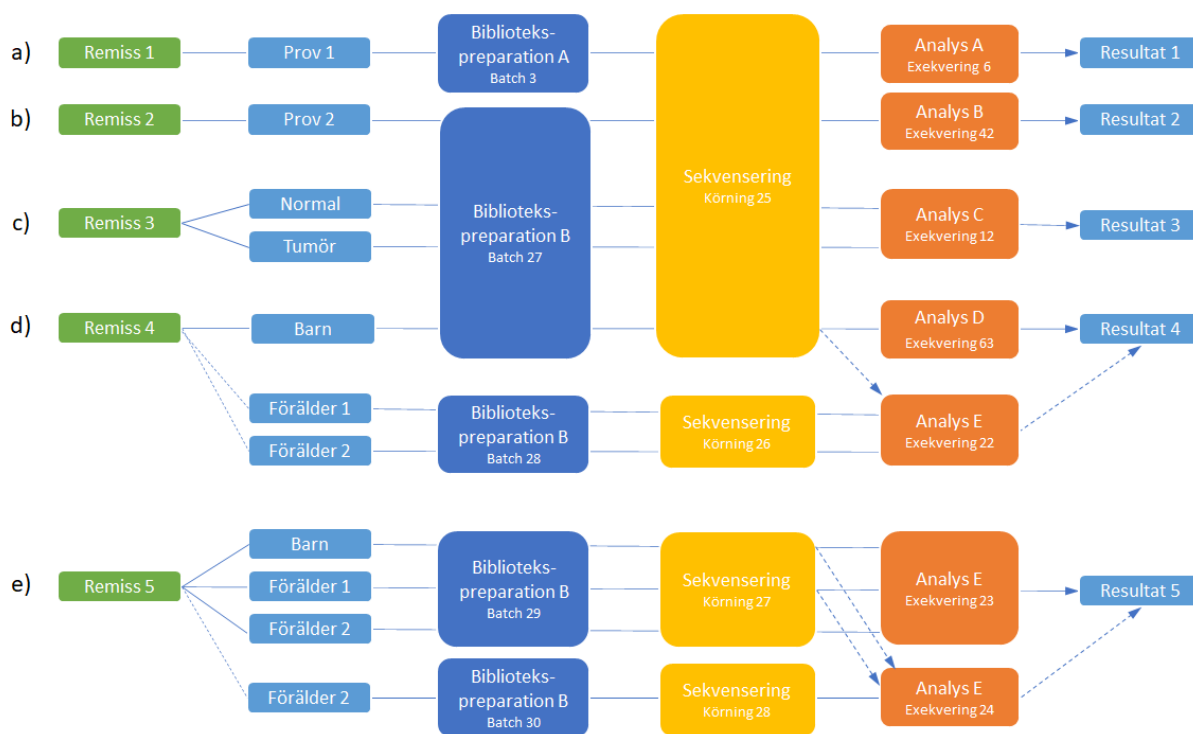 a)
Remiss 1
Prov 1
Biblioteks-
preparation A
Batch 3
Analys A
Exekvering 6
Resultat 1
b)
Remiss 2
Prov 2
Analys B
Exekvering 42
Resultat 2
Biblioteks-
preparation B
Batch 27
Sekvensering
Körning 25
c)
Remiss 3
Normal
Tumör
Analys C
Exekvering 12
Resultat 3
d)
Remiss 4
Barn
Analys D
Exekvering 63
Resultat 4
Förälder 1
Förälder 2
Biblioteks-
preparation B
Batch 28
Sekvensering
Körning 26
Analys E
Exekvering 22
e)
Remiss 5
Barn
Förälder 1
Förälder 2
Biblioteks-
preparation B
Batch 29
Sekvensering
Körning 27
Analys E
Exekvering 23
Resultat 5
Förälder 2
Biblioteks-
preparation B
Batch 30
Sekvensering
Körning 28
Analys E
Exekvering 24